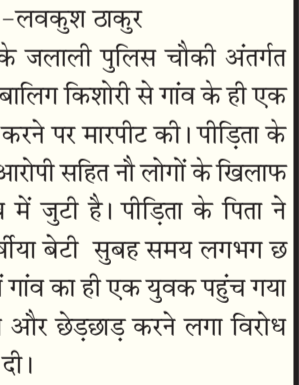 -लवकुश ठाकुर
के जलाली पुलिस चौकी अंतर्गत
बालिग किशोरी से गांव के ही एक
करने पर मारपीट की। पीड़िता के
आरोपी सहित नौ लोगों के खिलाफ
में जुटी है। पीड़िता के पिता ने
र्षीया बेटी सुबह समय लगभग छ
गांव का ही एक युवक पहुंच गया
और छेड़छाड़ करने लगा विरोध
दी।